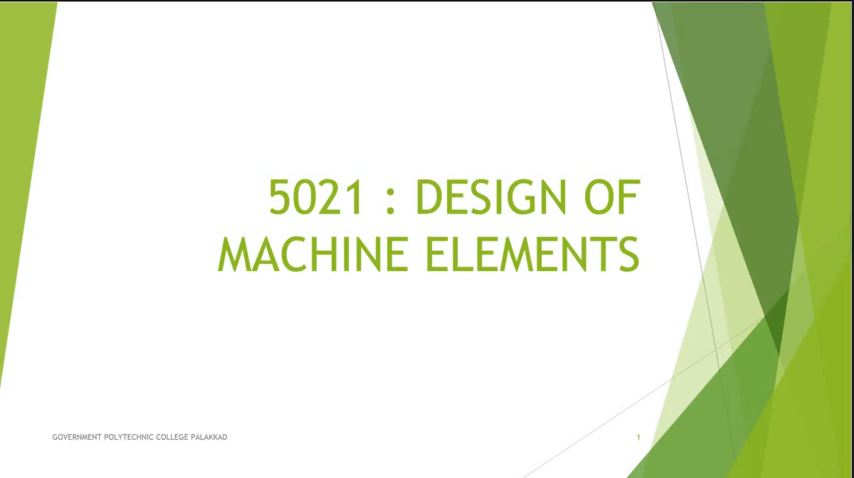 5021 : DESIGN OF
MACHINE ELEMENTS
GOVERNMENT POLYTECHNIC COLLEGE PALAKKAD
1